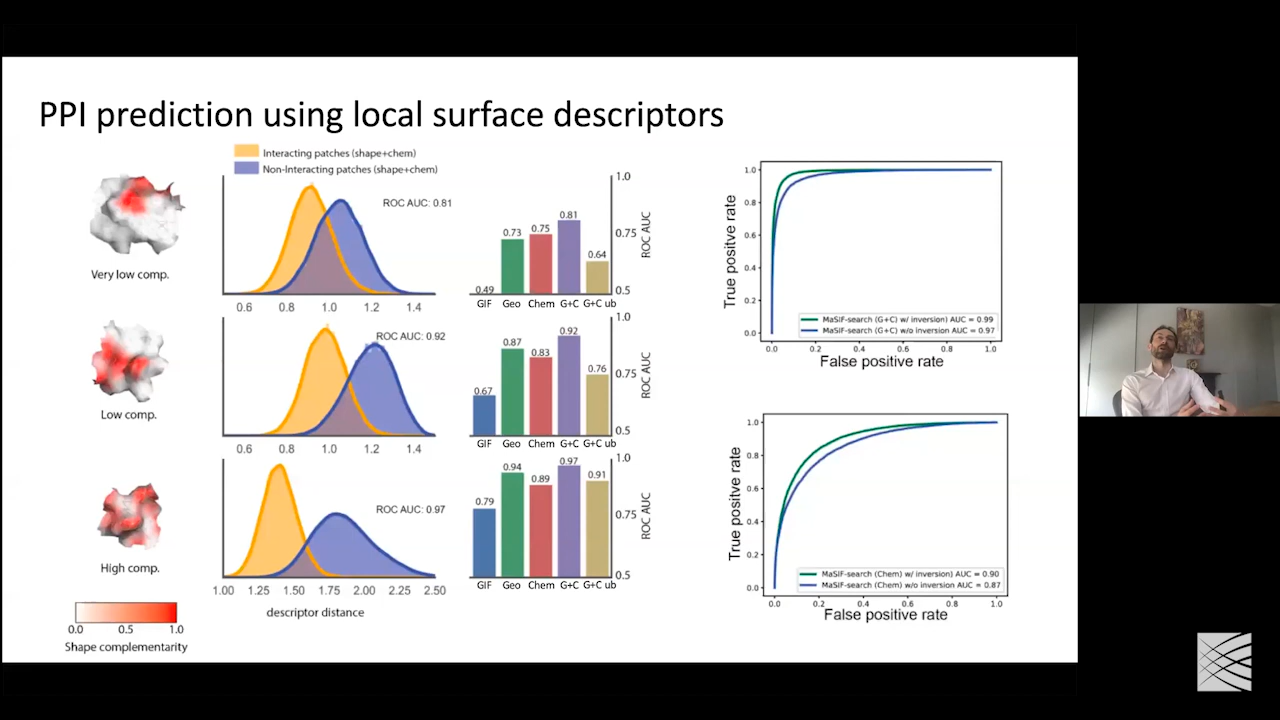 PPI prediction using local surface descriptors
Interacting patches (shape+chem)
Non-Interacting patches (shape+chem)
Very low comp.
ROC AUC: 0.81
0.6 0.8 1.0 1.2 1.4
0.49 0.73 0.75 0.81 0.64
GIF Geo Chem G+C G+C ub
1.0
0.75
0.5
ROC AUC
Low comp.
ROC AUC: 0.92
0.6 0.8 1.0 1.2 1.4
0.67 0.87 0.83 0.92 0.76
GIF Geo Chem G+C G+C ub
1.0
0.75
0.5
ROC AUC
High comp.
ROC AUC: 0.97
1.00 1.25 1.50 1.75 2.00 2.25 2.50
descriptor distance
0.79 0.94 0.89 0.97 0.91
GIF Geo Chem G+C G+C ub
1.0
0.75
0.5
ROC AUC
0.0 0.5 1.0
Shape complementarity
True positve rate
1.0
0.8
0.6
0.4
0.2
0.0
MaSIF-search (G+C) w/ inversion) AUC = 0.99
MaSIF-search (G+C) w/o inversion AUC = 0.97
0.0 0.2 0.4 0.6 0.8 1.0
False positive rate
True positve rate
1.0
0.8
0.6
0.4
0.2
0.0
MaSIF-search (Chem) w/ inversion) AUC = 0.90
MaSIF-search (Chem) w/o inversion AUC = 0.87
0.0 0.2 0.4 0.6 0.8 1.0
False positive rate